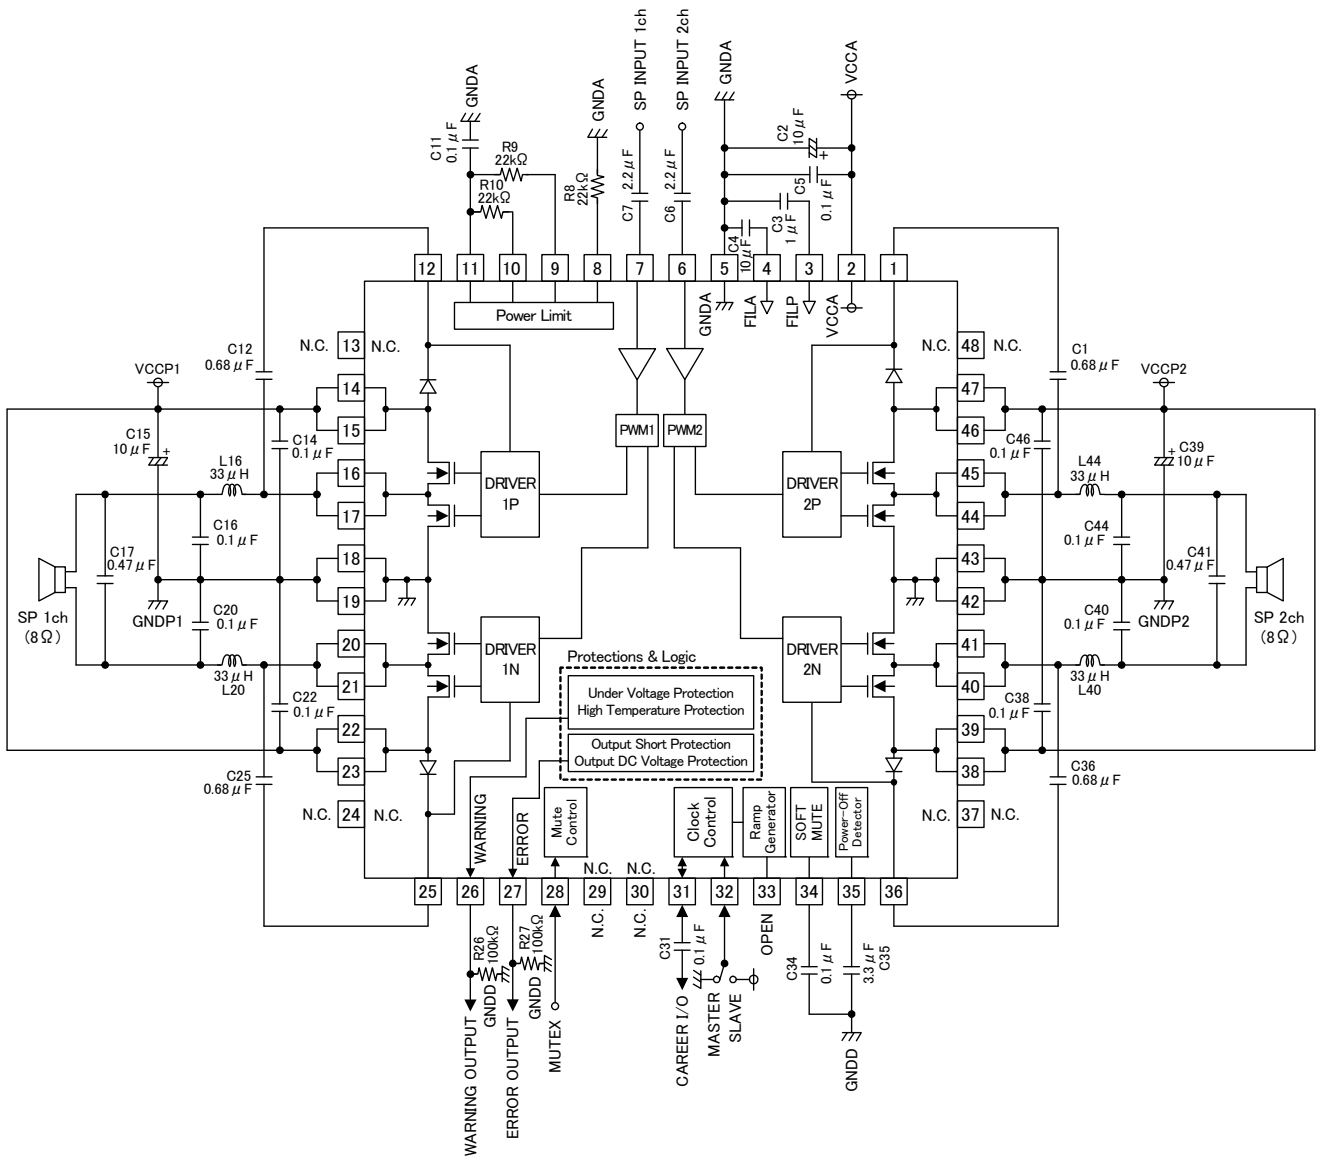 SP INPUT 1ch
SP INPUT 2ch
GNDA
VCCA
GNDA
GNDA
C11
0.1μF
R9
22kΩ
R10
22kΩ
R8
22kΩ
2.2μF
C7
2.2μF
C6
C2
10μF
+
C5
0.1μF
C3
1μF
C4
10μF
12
11
10
9
8
7
6
5
4
3
2
1
Power Limit
GNDA
FILA
FILP
VCCA
N.C.
13
N.C.
N.C.
48
N.C.
C12
0.68μF
C1
0.68μF
VCCP1
VCCP2
14
15
16
17
18
19
20
21
22
23
47
46
45
44
43
42
41
40
39
38
C15
10μF
+
C14
0.1μF
L16
33μH
C16
0.1μF
C17
0.47μF
SP 1ch
(8Ω)
GNDP1
C20
0.1μF
33μH
L20
C22
0.1μF
C25
0.68μF
PWM1
PWM2
DRIVER
1P
DRIVER
2P
DRIVER
1N
DRIVER
2N
C46
0.1μF
+
C39
10μF
L44
33μH
C44
0.1μF
C41
0.47μF
SP 2ch
(8Ω)
GNDP2
C40
0.1μF
33μH
L40
C38
0.1μF
C36
0.68μF
Protections & Logic
Under Voltage Protection
High Temperature Protection
Output Short Protection
Output DC Voltage Protection
N.C.
24
N.C.
N.C.
37
N.C.
WARNING
ERROR
Mute
Control
Clock
Control
Ramp
Generator
SOFT
MUTE
Power-Off
Detector
N.C.
N.C.
25
26
27
28
29
30
31
32
33
34
35
36
N.C.
N.C.
R26
100kΩ
GNDD
R27
100kΩ
GNDD
WARNING OUTPUT
ERROR OUTPUT
MUTEX
C31
0.1μF
CAREER I/O
MASTER
SLAVE
OPEN
C34
0.1μF
3.3μF
C35
GNDD